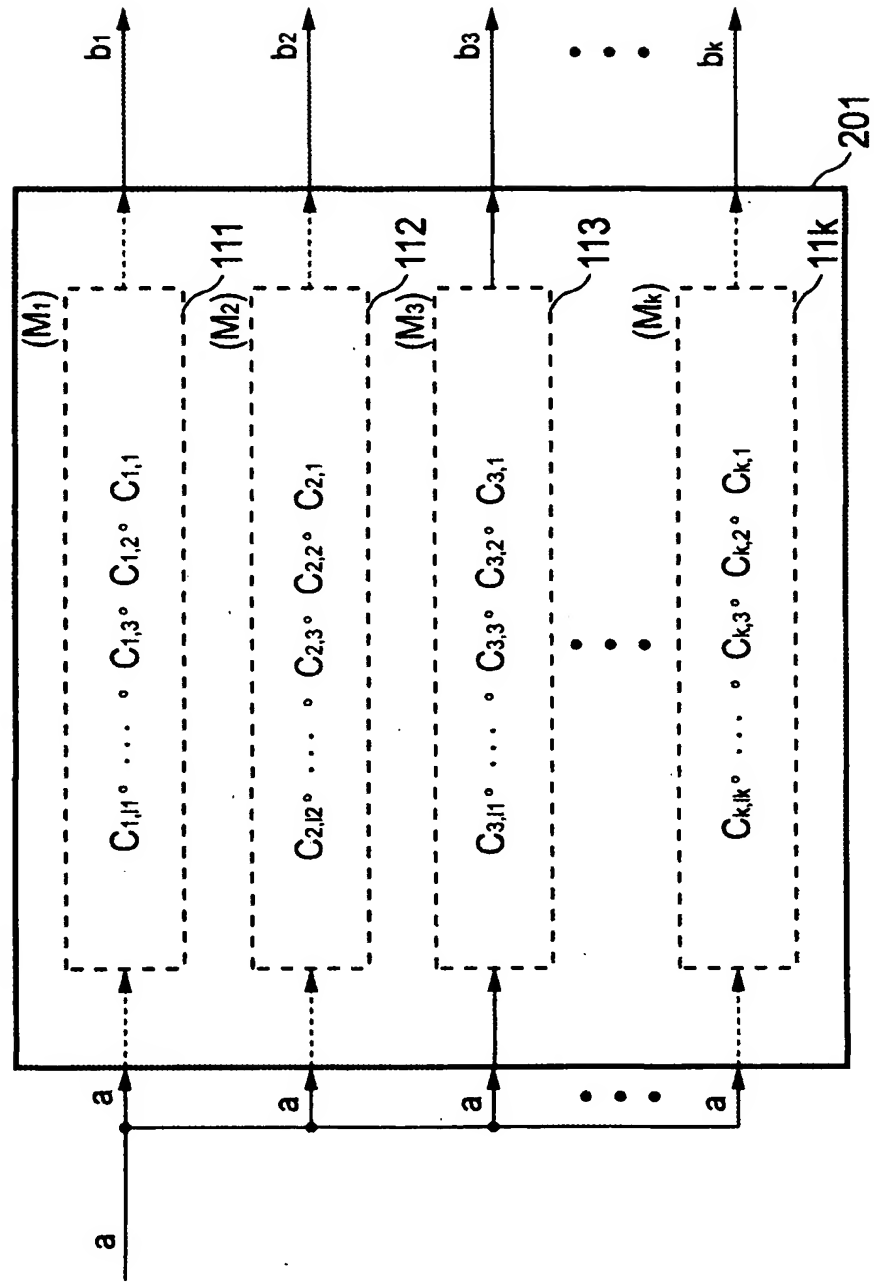 a
a
(M1)
C1,l1° ... ° C1,3° C1,2° C1,1
111
b1
a
(M2)
C2,l2° ... ° C2,3° C2,2° C2,1
112
b2
a
(M3)
C3,l1° ... ° C3,3° C3,2° C3,1
113
b3
a
(Mk)
Ck,lk° ... ° Ck,3° Ck,2° Ck,1
11k
bk
201